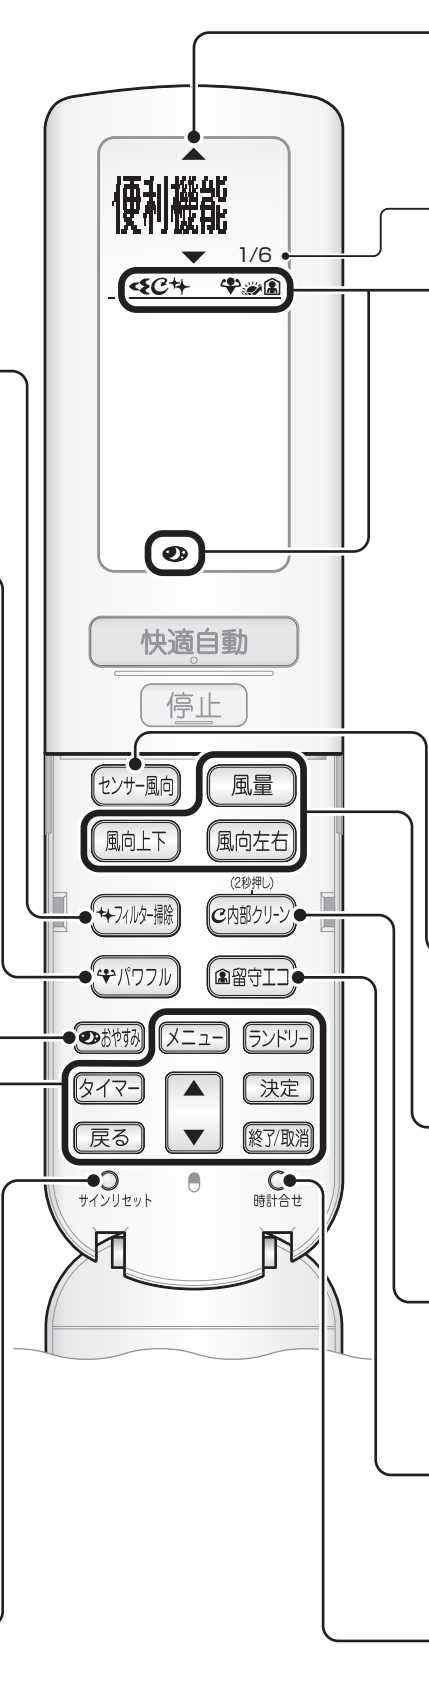 便利機能
1/6
快適自動
停止
センサー風向
風量
風向上下
風向左右
(2秒押し)
フィルター掃除
内部クリーン
パワフル
留守エコ
おやすみ
メニュー
ランドリー
タイマー
決定
戻る
終了/取消
サインリセット
時計合せ